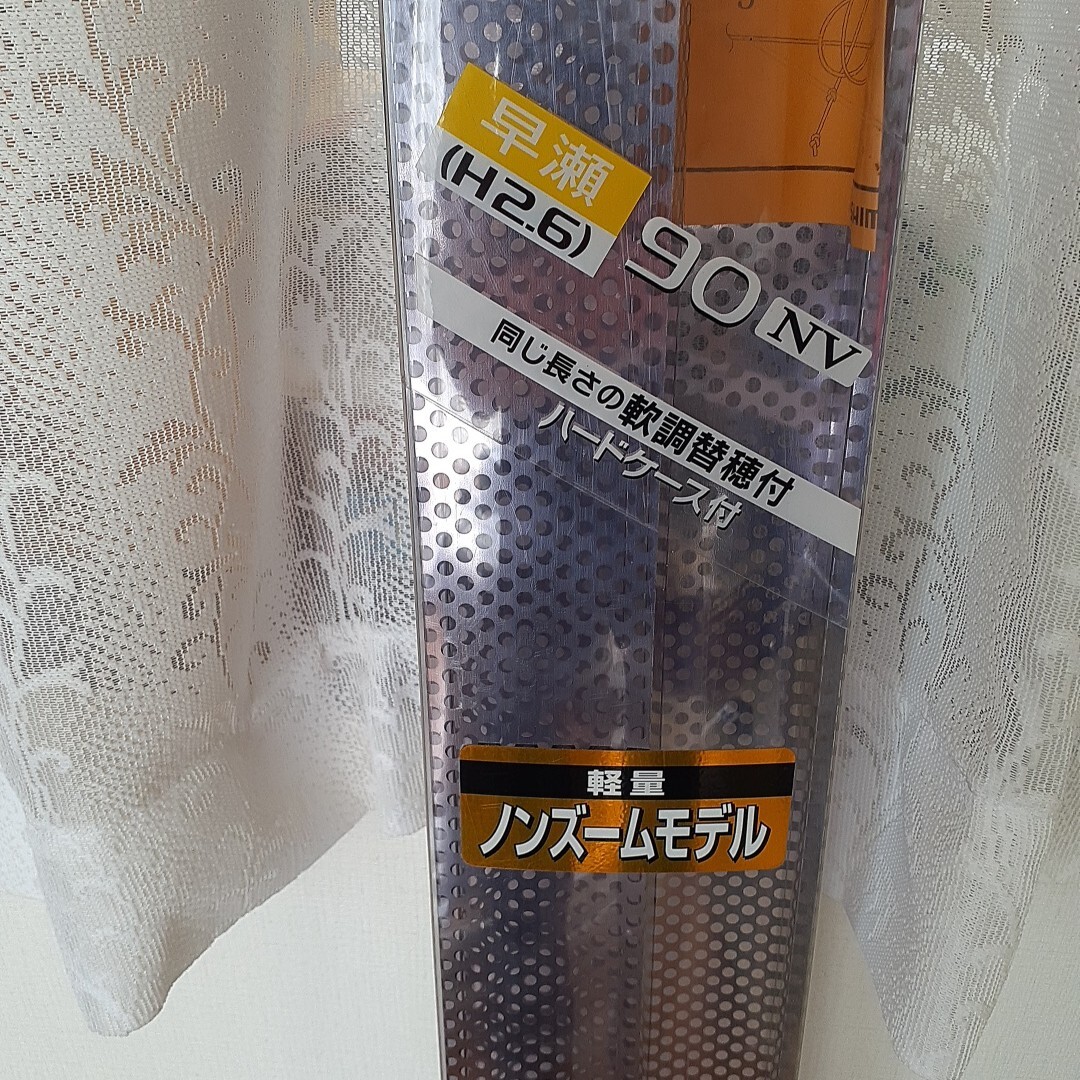 早瀬
(H2.6)
90 NV
同じ長さの軟調替穂付
ハードケース付
軽量
ノンズームモデル